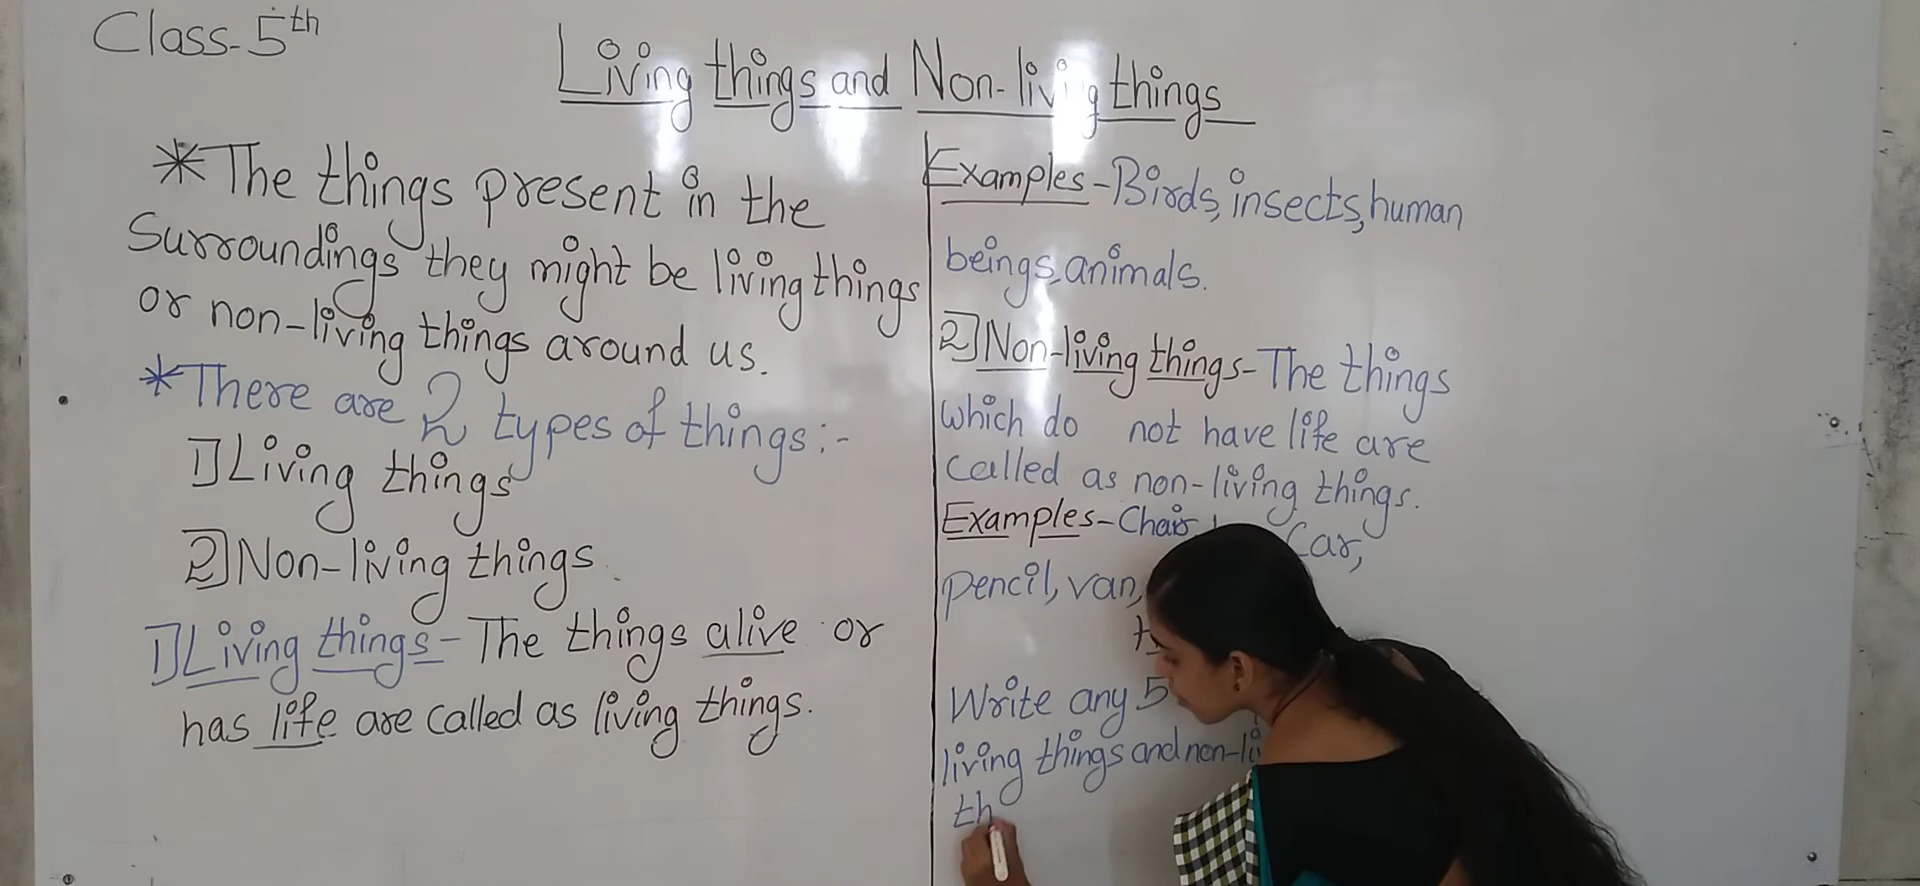 Class-5th
Living things and Non-living things
*The things present in the
Surroundings they might be living things
or non-living things around us.
*There are 2 types of things:-
1] Living things
2] Non-living things.
1] Living things - The things alive or
has life are called as living things.
Examples - Birds, insects, human
beings, animals.
2] Non-living things - The things
which do not have life are
called as non-living things.
Examples - Chair Car,
pencil, van,
Write any 5
living things and non-li
th